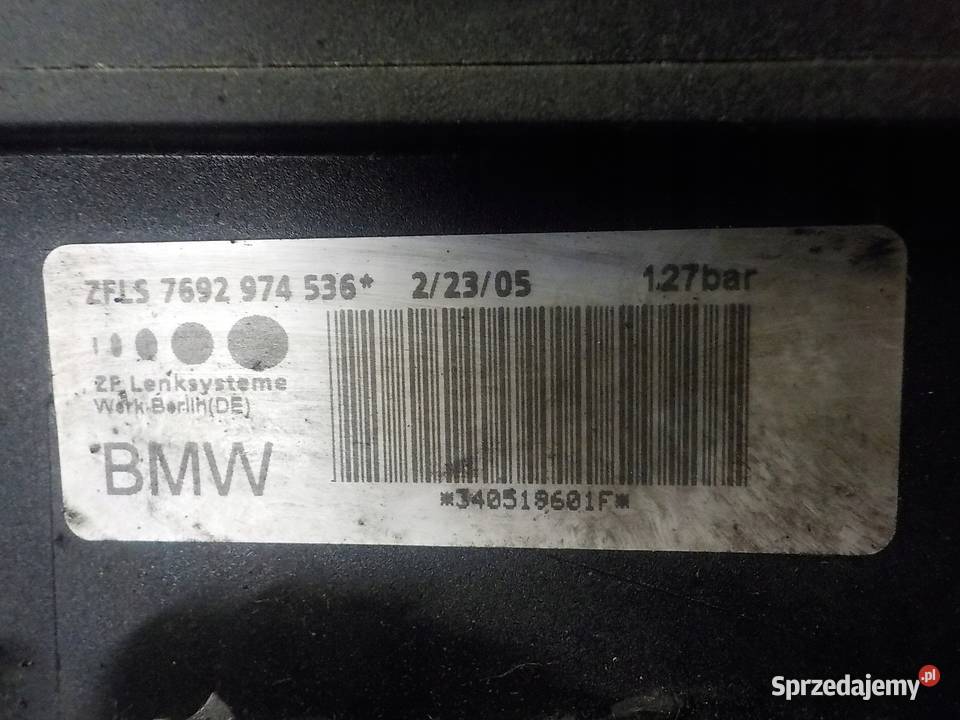 ZFLS 7692 974 536* 2/23/05 127bar
ZF Lenksysteme
Werk Berlin(DE)
BMW
*340518601F*
Sprzedajemy.pl